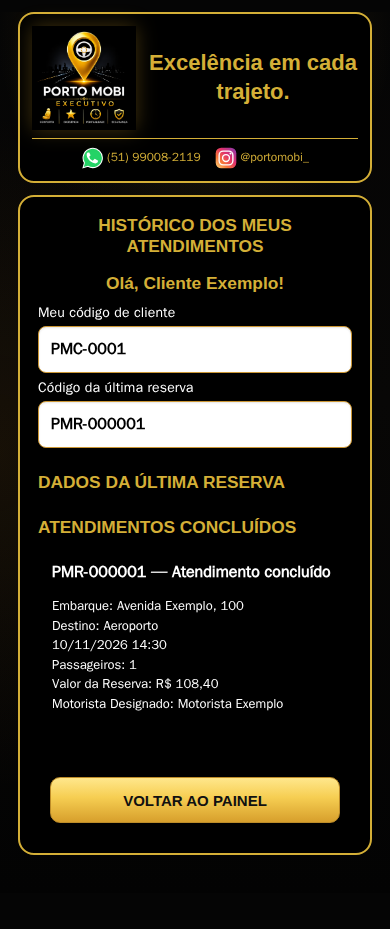 PORTO MOBI
EXECUTIVO
Excelência em cada
trajeto.
(51) 99008-2119
@portomobi_
HISTÓRICO DOS MEUS
ATENDIMENTOS
Olá, Cliente Exemplo!
Meu código de cliente
PMC-0001
Código da última reserva
PMR-000001
DADOS DA ÚLTIMA RESERVA
ATENDIMENTOS CONCLUÍDOS
PMR-000001 — Atendimento concluído
Embarque: Avenida Exemplo, 100
Destino: Aeroporto
10/11/2026 14:30
Passageiros: 1
Valor da Reserva: R$ 108,40
Motorista Designado: Motorista Exemplo
VOLTAR AO PAINEL